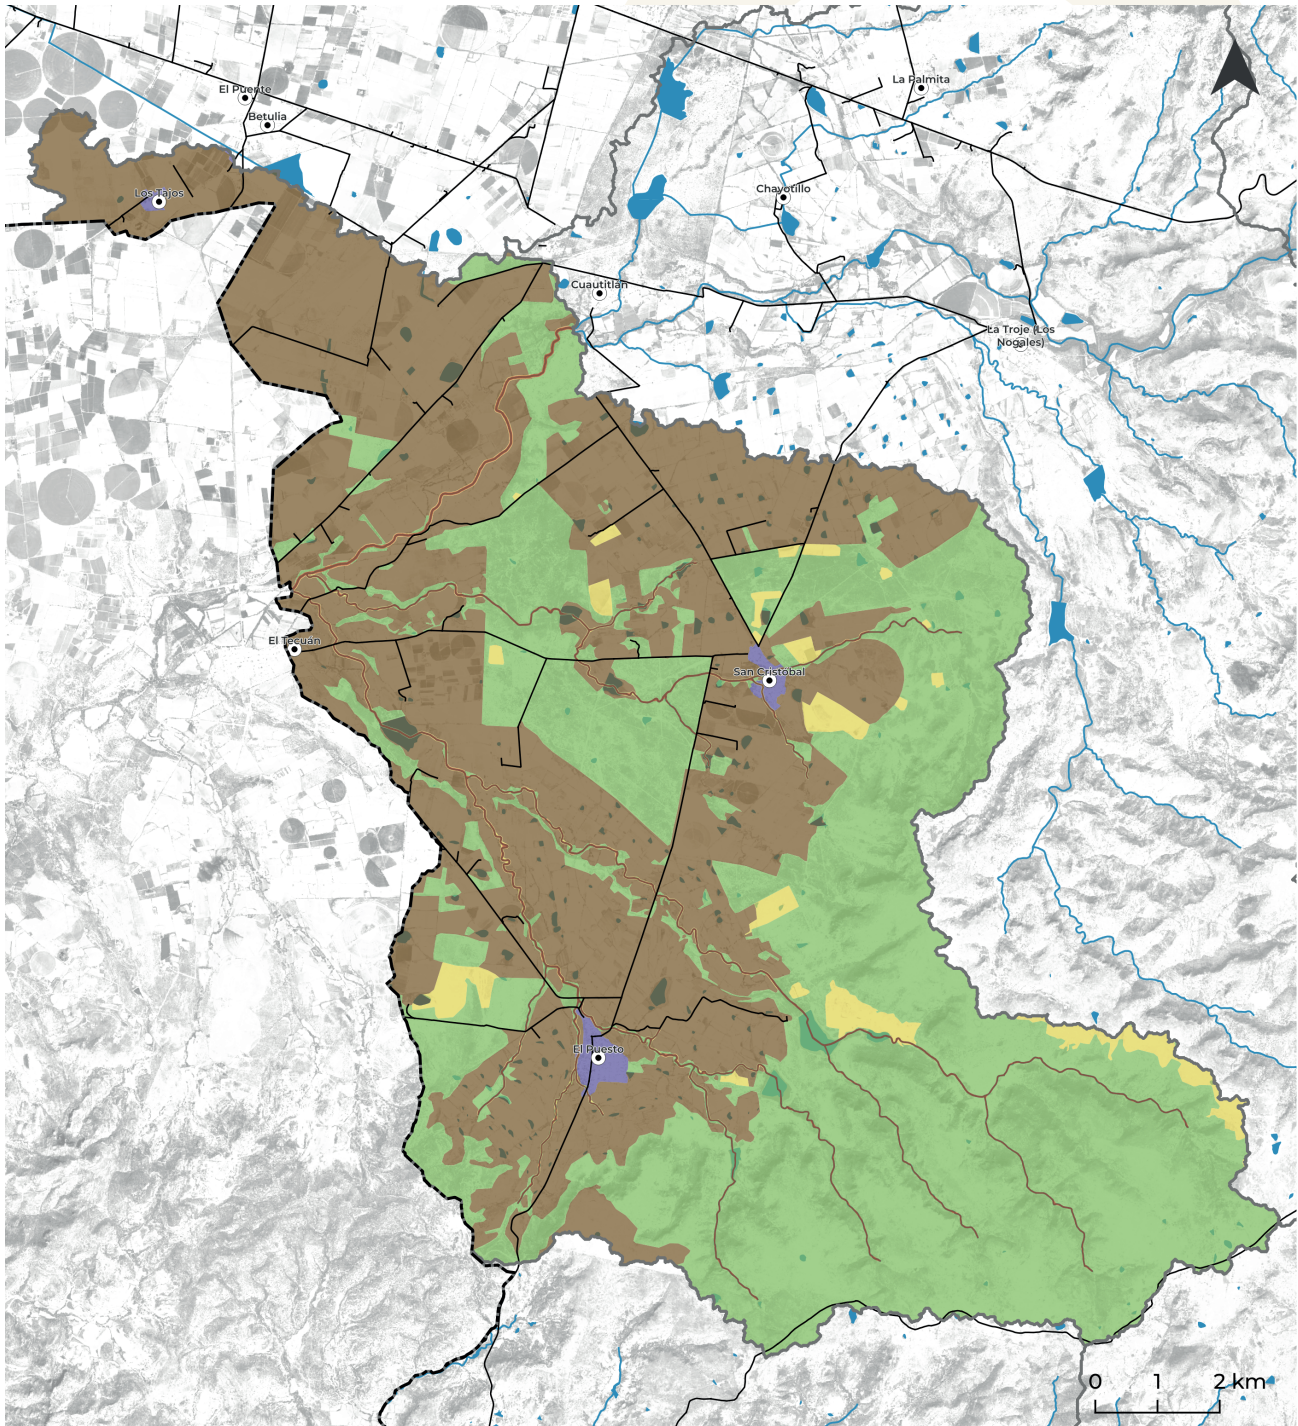 La Palmita
El Puente
Betulia
Chavotillo
Los Tajos
Cuautitlán
La Troje (Los
Nogales)
El Tecuán
San Cristóbal
El Puesto
0 1 2 km